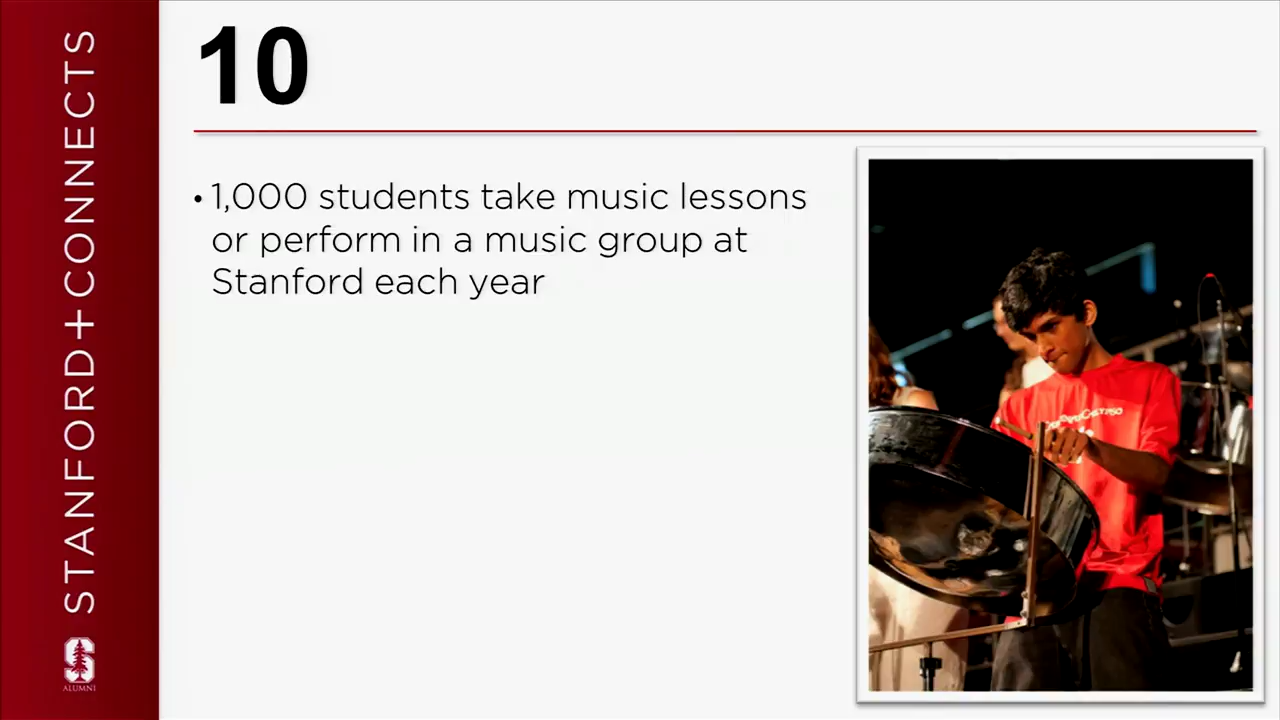 10
• 1,000 students take music lessons
or perform in a music group at
Stanford each year
STANFORD+CONNECTS
S
ALUMNI